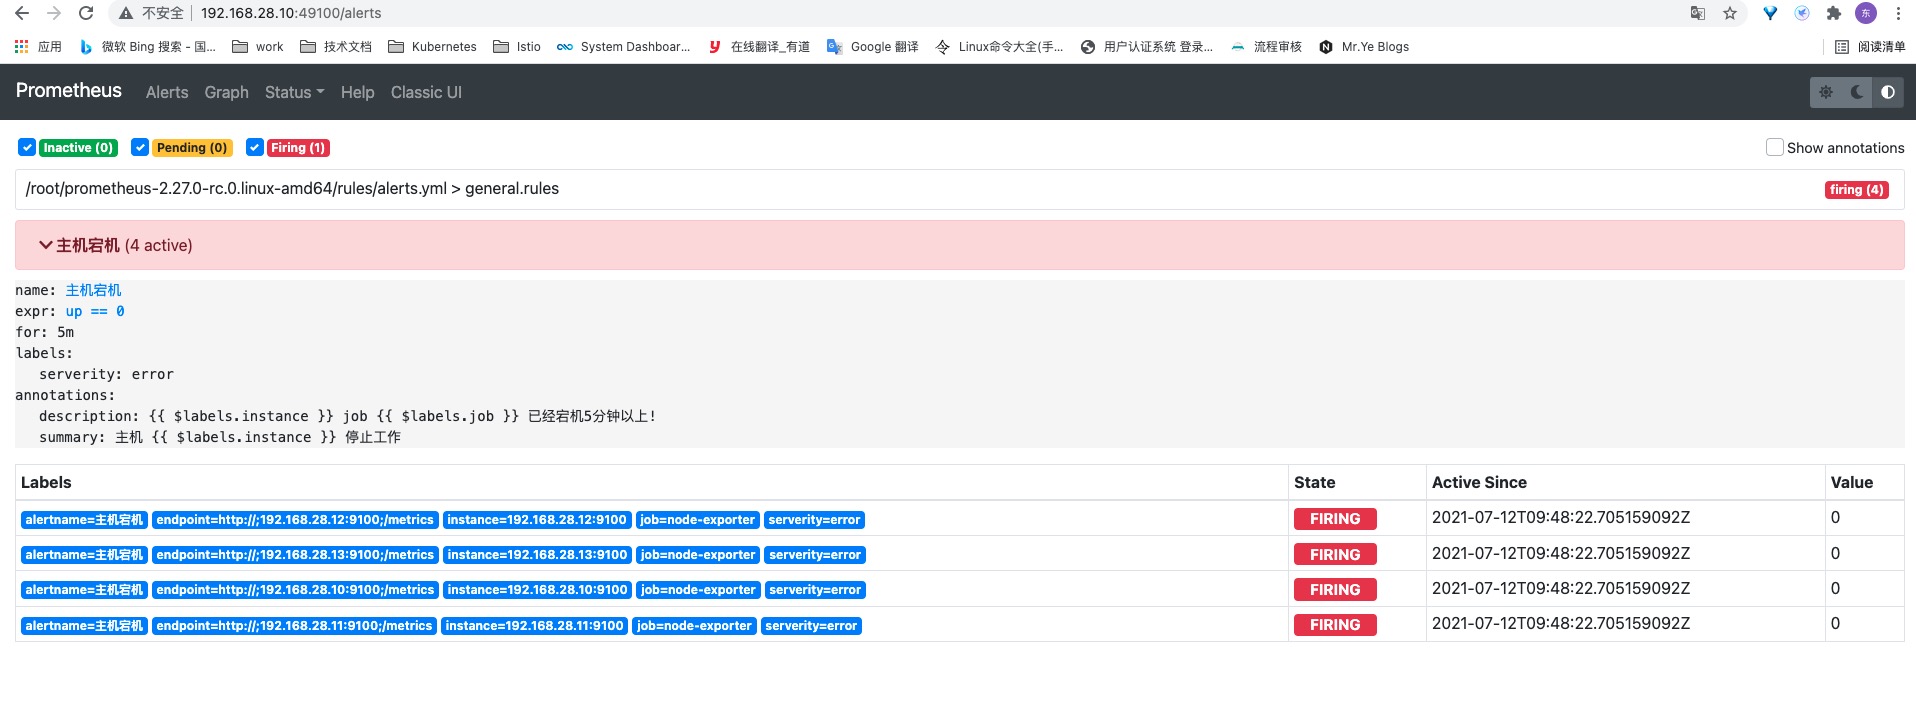 不安全 192.168.28.10:49100/alerts
应用 微软 Bing 搜索 - 国... work 技术文档 Kubernetes Istio System Dashboar... 在线翻译_有道 Google 翻译 Linux命令大全(手... 用户认证系统 登录... 流程审核 Mr.Ye Blogs 阅读清单
Prometheus Alerts Graph Status Help Classic UI
Inactive (0) Pending (0) Firing (1) Show annotations
/root/prometheus-2.27.0-rc.0.linux-amd64/rules/alerts.yml > general.rules firing (4)
主机宕机 (4 active)
name: 主机宕机
expr: up == 0
for: 5m
labels:
serverity: error
annotations:
description: {{ $labels.instance }} job {{ $labels.job }} 已经宕机5分钟以上!
summary: 主机 {{ $labels.instance }} 停止工作
Labels State Active Since Value
alertname=主机宕机 endpoint=http://;192.168.28.12:9100;/metrics instance=192.168.28.12:9100 job=node-exporter serverity=error FIRING 2021-07-12T09:48:22.705159092Z 0
alertname=主机宕机 endpoint=http://;192.168.28.13:9100;/metrics instance=192.168.28.13:9100 job=node-exporter serverity=error FIRING 2021-07-12T09:48:22.705159092Z 0
alertname=主机宕机 endpoint=http://;192.168.28.10:9100;/metrics instance=192.168.28.10:9100 job=node-exporter serverity=error FIRING 2021-07-12T09:48:22.705159092Z 0
alertname=主机宕机 endpoint=http://;192.168.28.11:9100;/metrics instance=192.168.28.11:9100 job=node-exporter serverity=error FIRING 2021-07-12T09:48:22.705159092Z 0